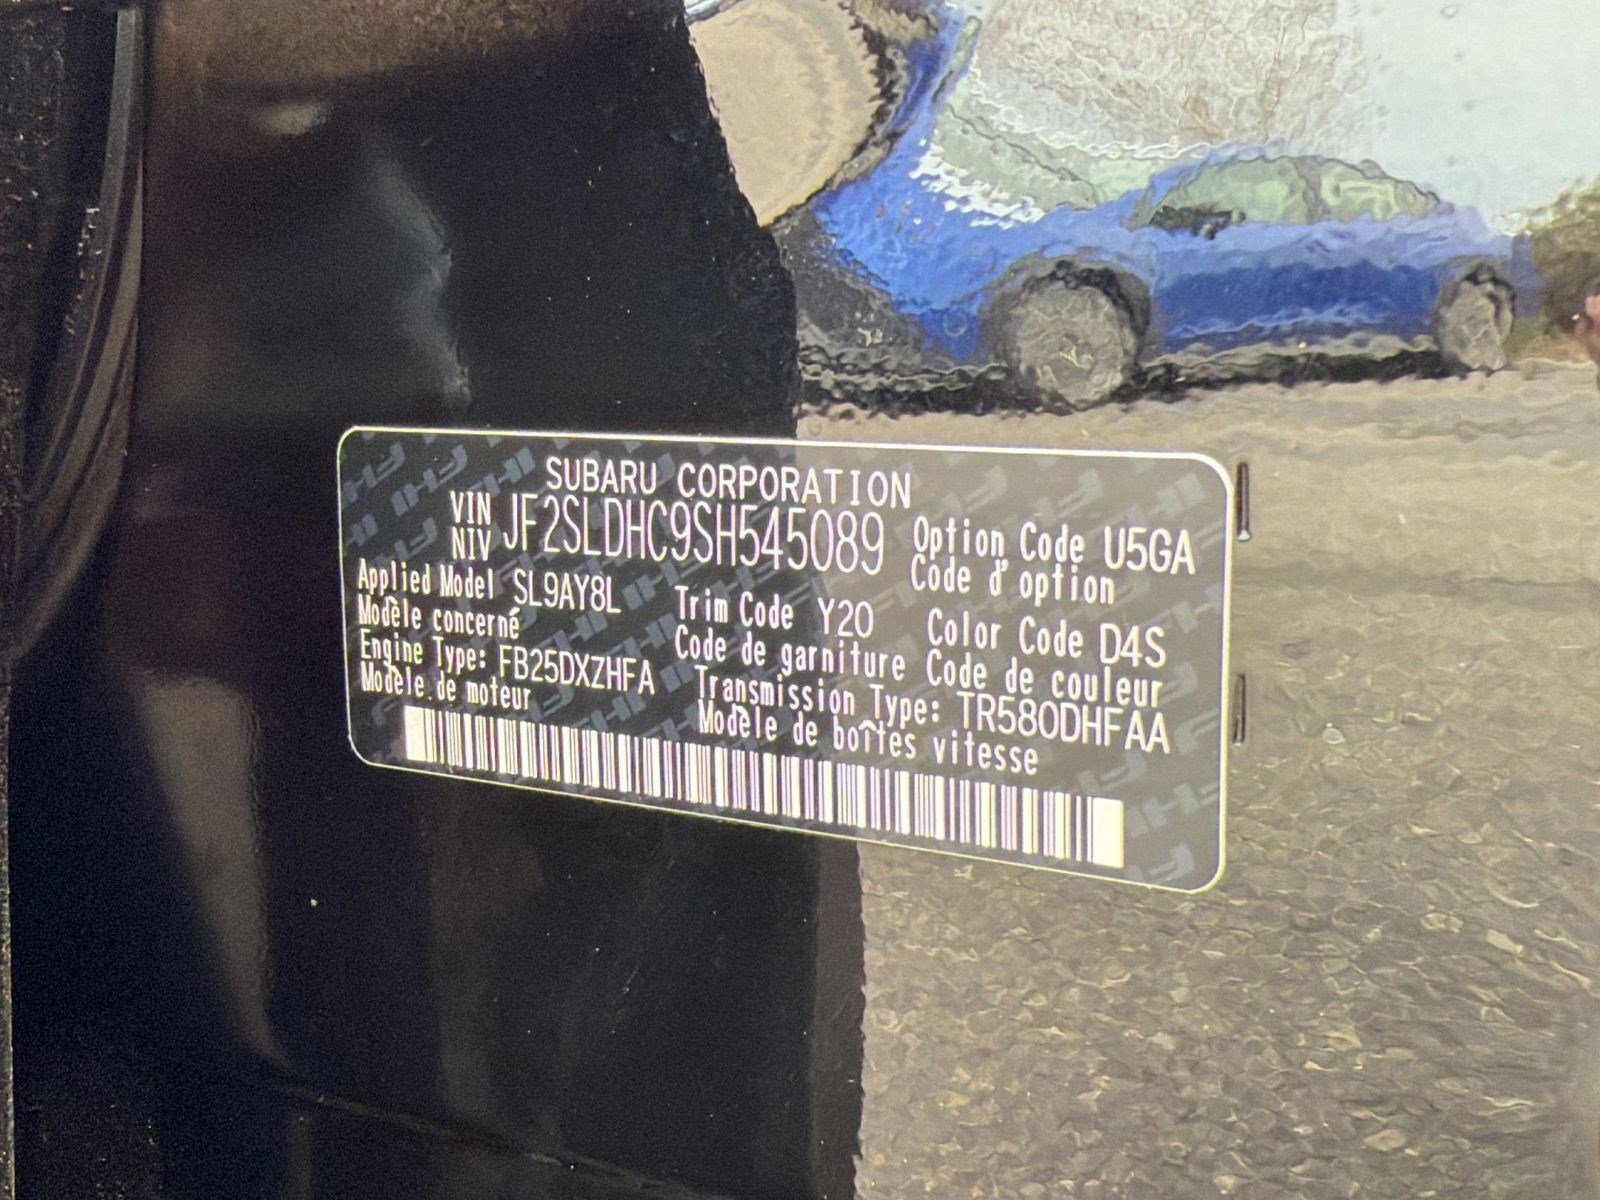 SUBARU CORPORATION
VIN JF2SLDHC9SH545089 Option Code U5GA
NIV Code d'option
Applied Model SL9AY8L Trim Code Y20 Color Code D4S
Modèle concerné Code de garniture Code de couleur
Engine Type: FB25DXZHFA Transmission Type: TR580DHFAA
Modèle de moteur Modèle de boîtes vitesse